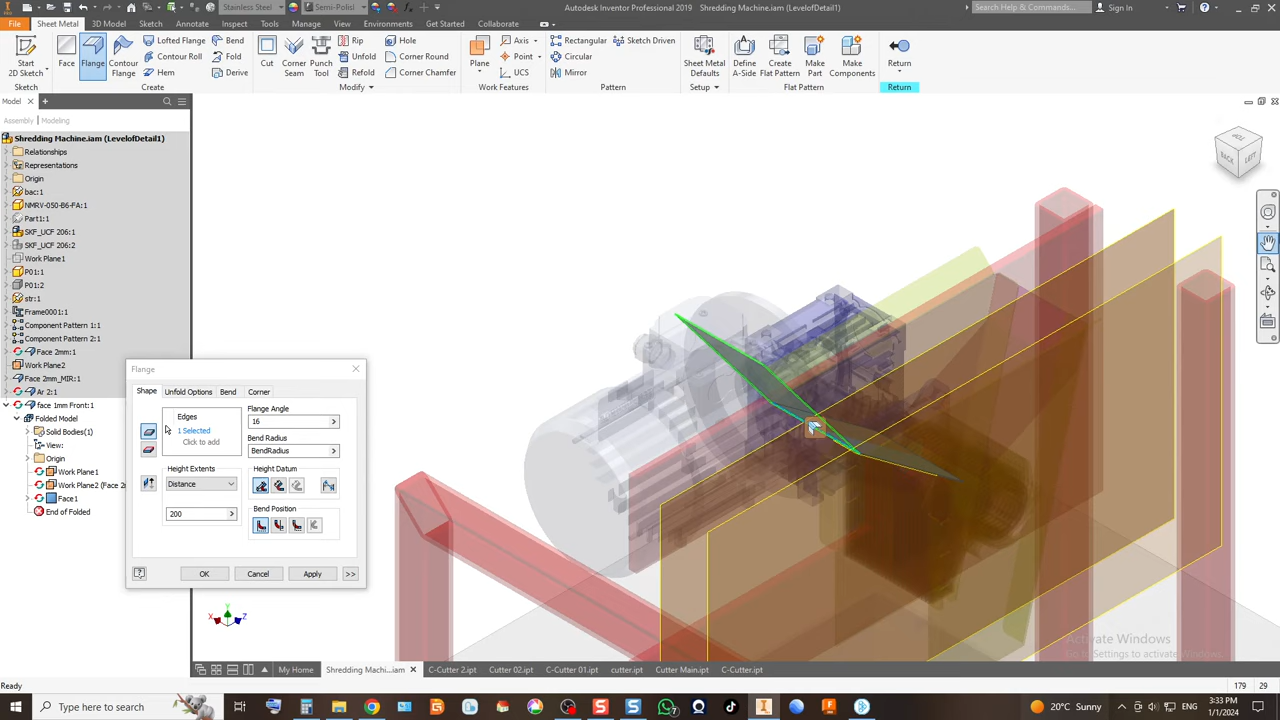 Stainless Steel
Semi-Polisl
Autodesk Inventor Professional 2019
Shredding Machine.iam (LevelofDetail1)
Search Help & Commands...
Sign In
File
Sheet Metal
3D Model
Sketch
Annotate
Inspect
Tools
Manage
View
Environments
Get Started
Collaborate
Start
2D Sketch
Sketch
Face
Flange
Contour
Flange
Lofted Flange
Contour Roll
Hem
Bend
Fold
Derive
Create
Cut
Corner
Seam
Punch
Tool
Rip
Unfold
Refold
Hole
Corner Round
Corner Chamfer
Modify
Plane
Axis
Point
UCS
Work Features
Rectangular
Circular
Mirror
Sketch Driven
Pattern
Sheet Metal
Defaults
Setup
Define
A-Side
Create
Flat Pattern
Make
Part
Make
Components
Flat Pattern
Return
Return
Model
Assembly
Modeling
Shredding Machine.iam (LevelofDetail1)
Relationships
Representations
Origin
bac:1
NMRV-050-B6-FA:1
Part1:1
SKF_UCF 206:1
SKF_UCF 206:2
Work Plane1
P01:1
P01:2
str:1
Frame0001:1
Component Pattern 1:1
Component Pattern 2:1
Face 2mm:1
Work Plane2
Face 2mm_MIR:1
Ar 2:1
face 1mm Front:1
Folded Model
Solid Bodies(1)
View:
Origin
Work Plane1
Work Plane2 (Face 2m
Face1
End of Folded
Flange
Shape
Unfold Options
Bend
Corner
Edges
1 Selected
Click to add
Flange Angle
16
Bend Radius
BendRadius
Height Extents
Distance
200
Height Datum
Bend Position
OK
Cancel
Apply
>>
BACK
LEFT
X
Y
Z
Activate Windows
Go to Settings to activate Windows.
My Home
Shredding Machi...iam
C-Cutter 2.ipt
Cutter 02.ipt
C-Cutter 01.ipt
cutter.ipt
Cutter Main.ipt
C-Cutter.ipt
Ready
179
29
Type here to search
20°C Sunny
3:33 PM
1/1/2024